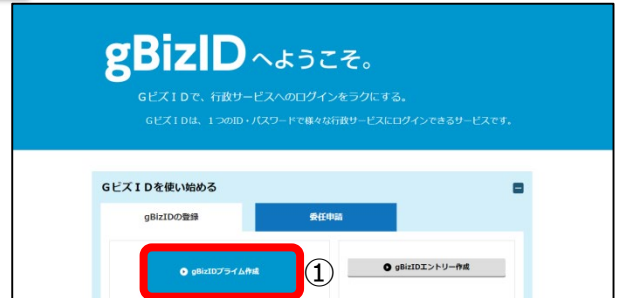 gBizIDへようこそ。
GビズIDで、行政サービスへのログインをラクにする。
GビズIDは、1つのID・パスワードで様々な行政サービスにログインできるサービスです。
GビズIDを使い始める
gBizIDの登録 委任申請
gBizIDプライム作成 ① gBizIDエントリー作成